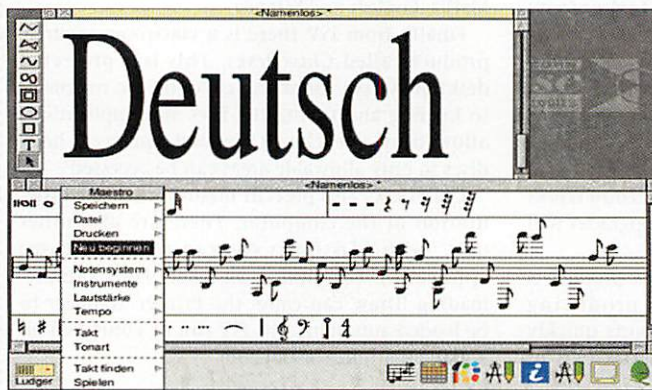 <Namenlos> *
Deutsch
T
<Namenlos> *
Maestro
Speichern
Datei
Drucken
Neu beginnen
Notensystem
Instrumente
Lautstärke
Tempo
Takt
Tonart
Takt finden
Spielen
Ludger